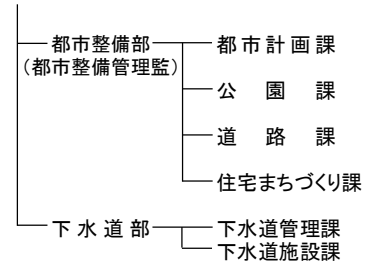 都市整備部 都市計画課
(都市整備管理監)
公園課
道路課
住宅まちづくり課
下水道部 下水道管理課
下水道施設課